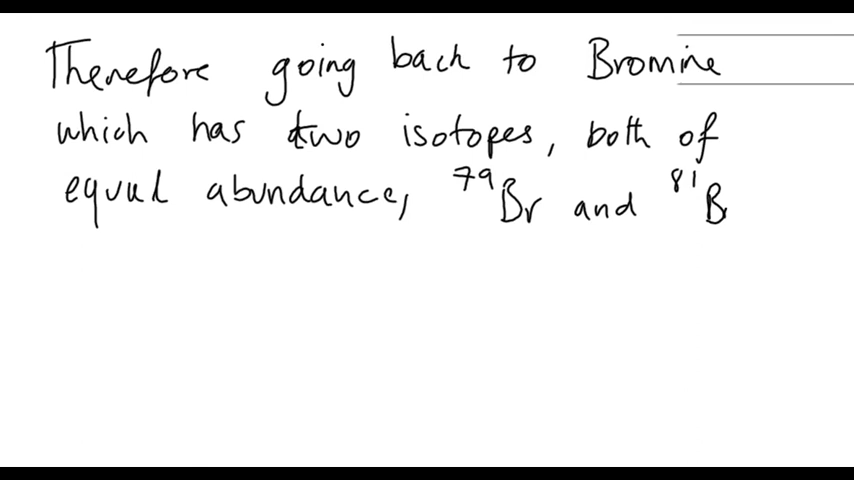 Therefore going back to Bromine
which has two isotopes, both of
equal abundance, ⁷⁹Br and ⁸¹B